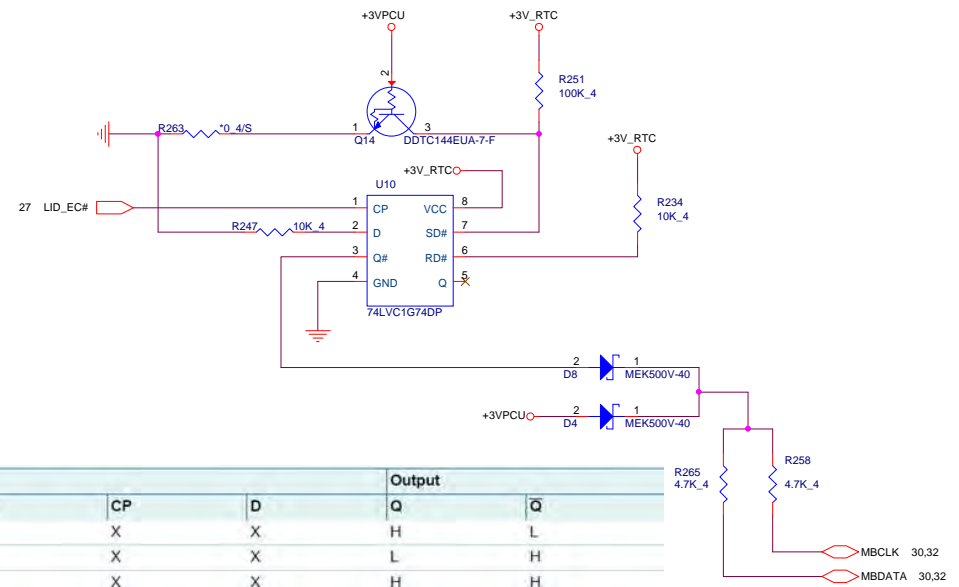 +3VPCU
+3V_RTC
2
R251
100K_4
R263
*0_4/S
1
3
Q14
DDTC144EUA-7-F
+3V_RTC
+3V_RTC
U10
27 LID_EC#
1 CP VCC 8
R234
10K_4
R247 10K_4 2 D SD# 7
3 Q# RD# 6
4 GND Q 5
74LVC1G74DP
2 1
D8 MEK500V-40
+3VPCU 2 1
D4 MEK500V-40
Output
CP D Q Q̅
X X H L
X X L H
X X H H
R265
4.7K_4
R258
4.7K_4
MBCLK 30,32
MBDATA 30,32